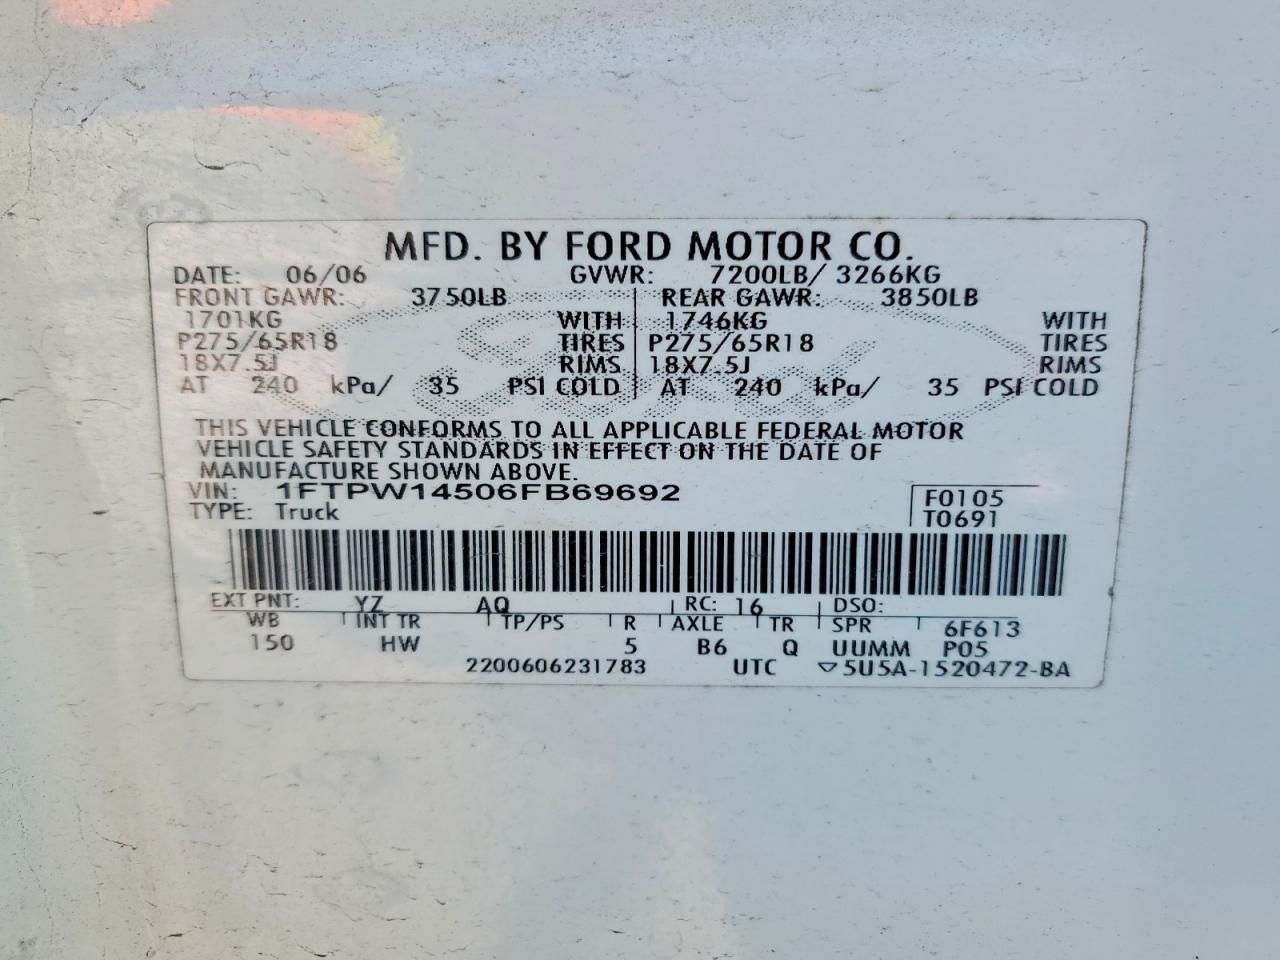 MFD. BY FORD MOTOR CO.
DATE: 06/06 GVWR: 7200LB/ 3266KG
FRONT GAWR: 3750LB REAR GAWR: 3850LB
1701KG WITH 1746KG WITH
P275/65R18 TIRES P275/65R18 TIRES
18X7.5J RIMS 18X7.5J RIMS
AT 240 kPa/ 35 PSI COLD AT 240 kPa/ 35 PSI COLD
THIS VEHICLE CONFORMS TO ALL APPLICABLE FEDERAL MOTOR
VEHICLE SAFETY STANDARDS IN EFFECT ON THE DATE OF
MANUFACTURE SHOWN ABOVE.
VIN: 1FTPW14506FB69692 F0105
TYPE: Truck T0691
EXT PNT: YZ AQ RC: 16 DSO:
WB INT TR TP/PS R AXLE TR SPR 6F613
150 HW 5 B6 Q UUMM P05
2200606231783 UTC ▽5U5A-1520472-BA